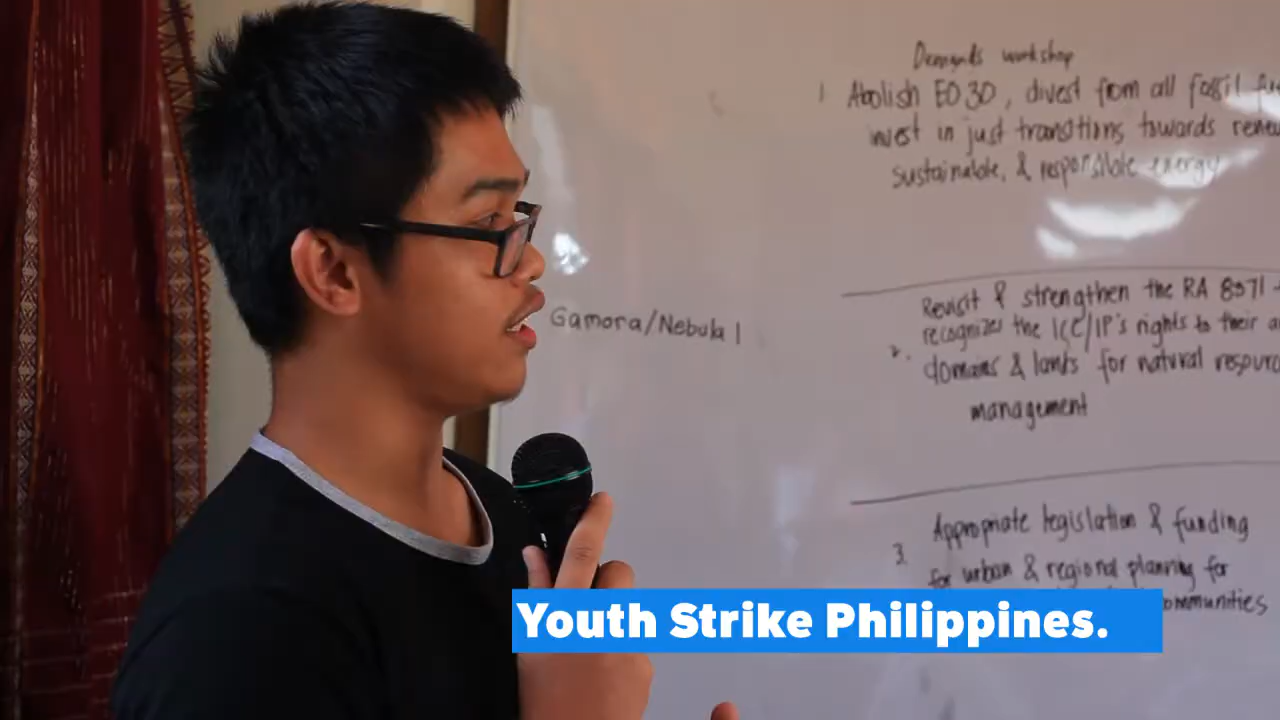 Demands workshop
1 Abolish EO 30, divest from all fossil
invest in just transitions towards
sustainable, & responsible energy
Gamora/Nebula 1
Revisit & strengthen the RA 8371
recognizes the ICC/IP's rights to their
2. domains & lands for natural
management
Appropriate legislation & funding
3. for urban & regional planning for
communities
Youth Strike Philippines.